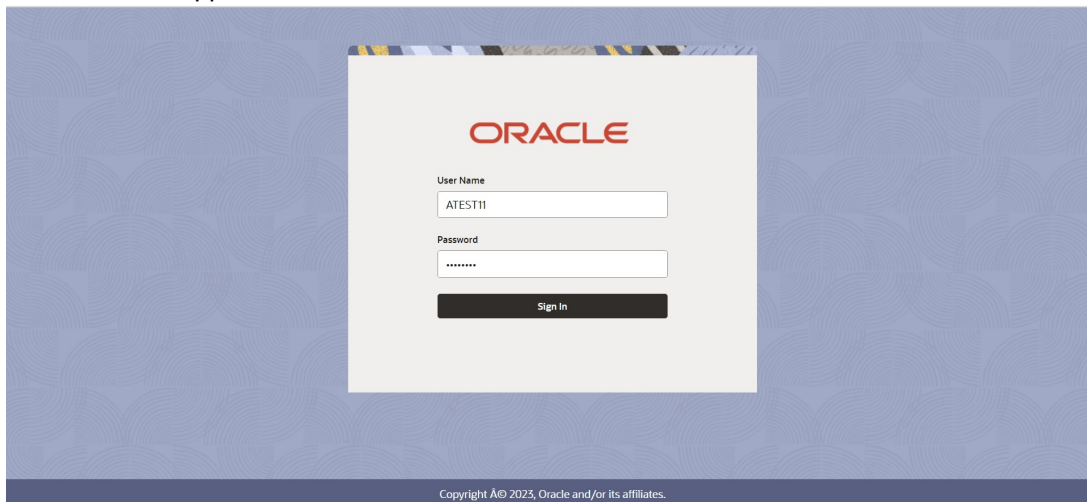 ORACLE
User Name
ATEST11
Password
••••••••
Sign In
Copyright Â© 2023, Oracle and/or its affiliates.